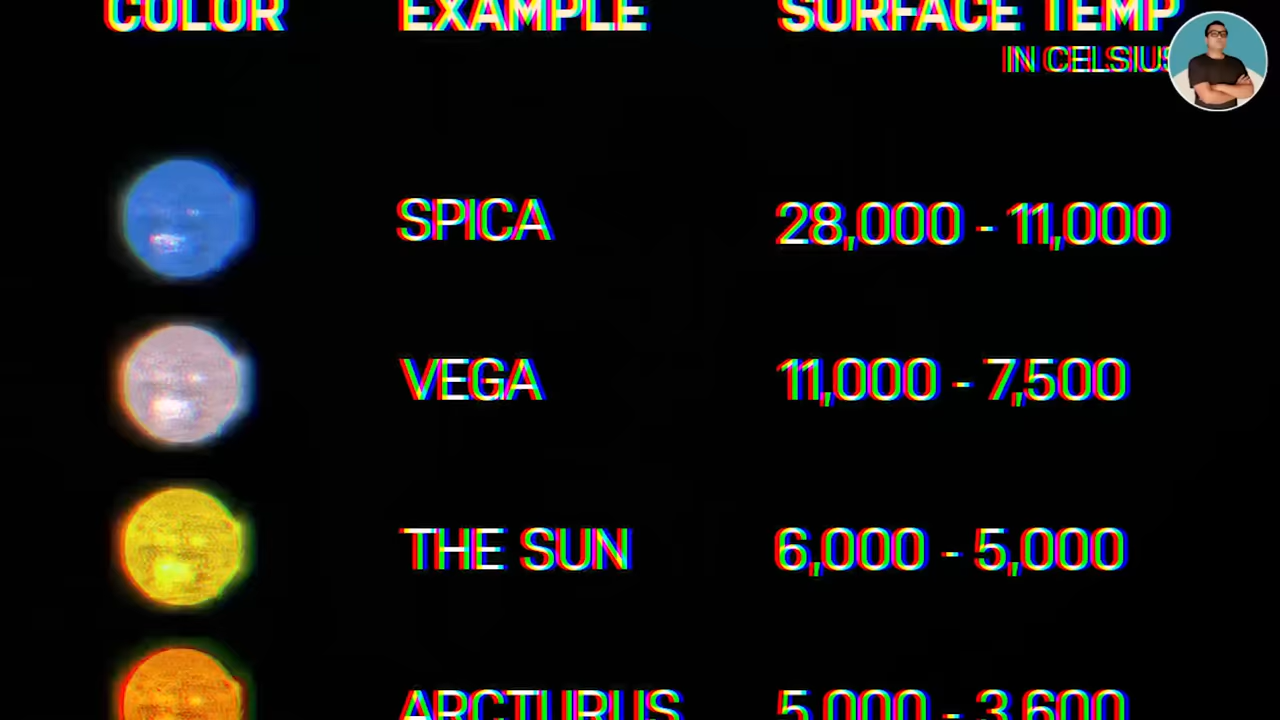 COLOR EXAMPLE SURFACE TEMP
IN CELSIUS
SPICA 28,000 - 11,000
VEGA 11,000 - 7,500
THE SUN 6,000 - 5,000
ARCTURUS 5,000 - 3,600